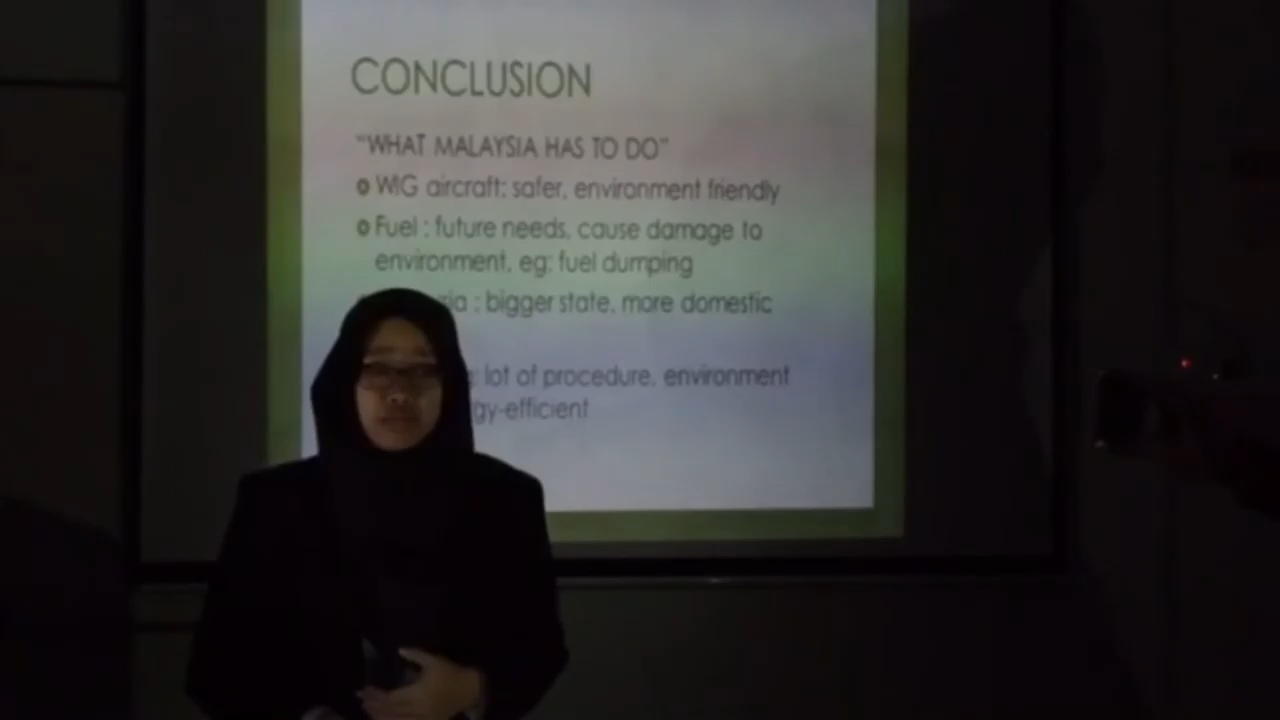 CONCLUSION
"WHAT MALAYSIA HAS TO DO"
WIG aircraft: safer, environment friendly
Fuel : future needs, cause damage to
environment, eg: fuel dumping
: bigger state, more domestic
: lot of procedure, environment